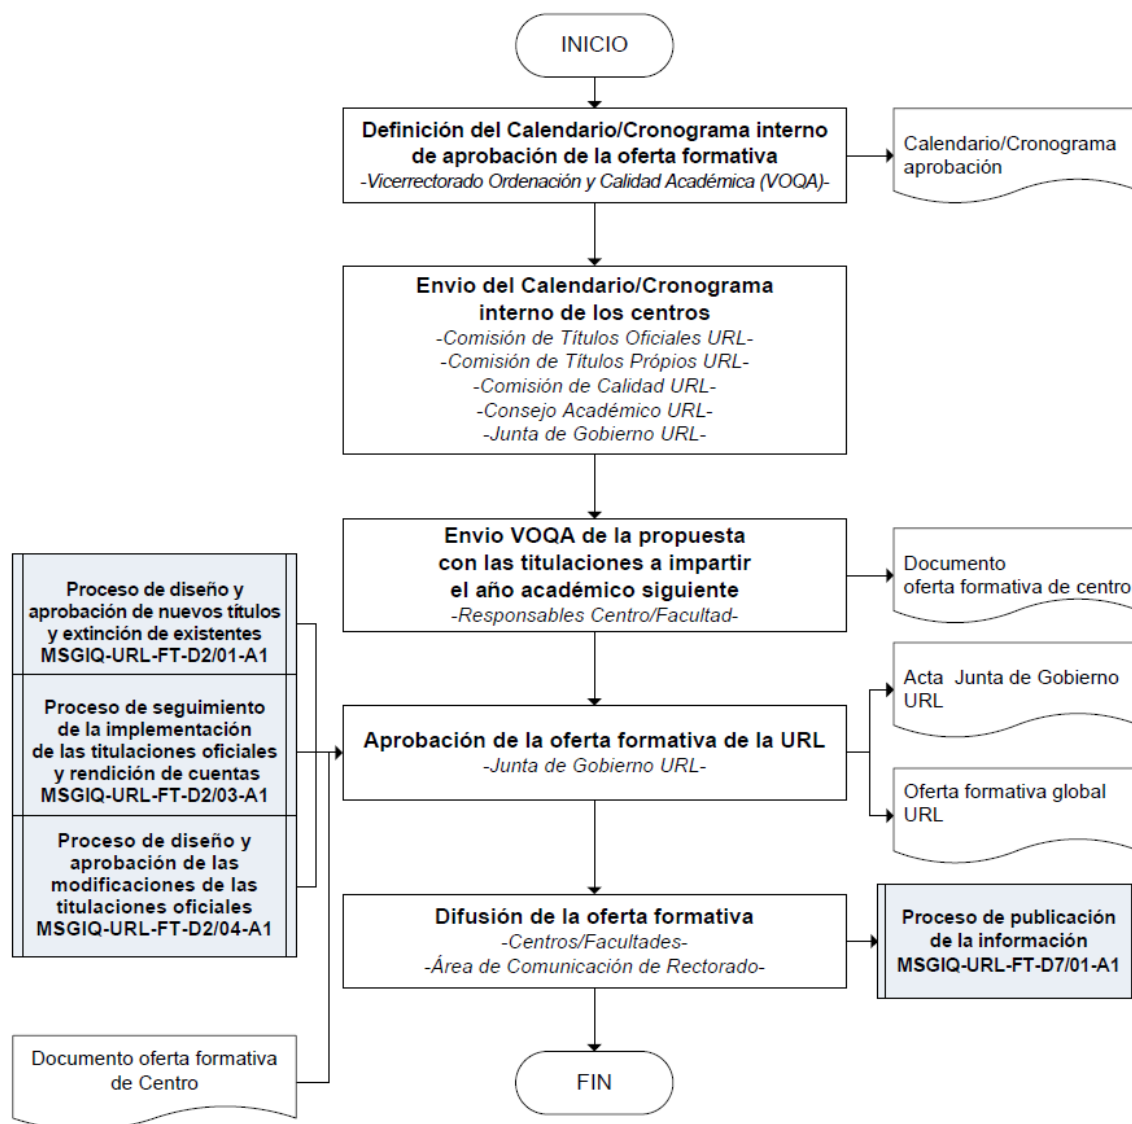 INICIO
Definición del Calendario/Cronograma interno
de aprobación de la oferta formativa
-Vicerrectorado Ordenación y Calidad Académica (VOQA)-
Calendario/Cronograma
aprobación
Envio del Calendario/Cronograma
interno de los centros
-Comisión de Títulos Oficiales URL-
-Comisión de Títulos Própios URL-
-Comisión de Calidad URL-
-Consejo Académico URL-
-Junta de Gobierno URL-
Envio VOQA de la propuesta
con las titulaciones a impartir
el año académico siguiente
-Responsables Centro/Facultad-
Documento
oferta formativa de centro
Proceso de diseño y
aprobación de nuevos títulos
y extinción de existentes
MSGIQ-URL-FT-D2/01-A1
Proceso de seguimiento
de la implementación
de las titulaciones oficiales
y rendición de cuentas
MSGIQ-URL-FT-D2/03-A1
Proceso de diseño y
aprobación de las
modificaciones de las
titulaciones oficiales
MSGIQ-URL-FT-D2/04-A1
Aprobación de la oferta formativa de la URL
-Junta de Gobierno URL-
Acta Junta de Gobierno
URL
Oferta formativa global
URL
Difusión de la oferta formativa
-Centros/Facultades-
-Área de Comunicación de Rectorado-
Proceso de publicación
de la información
MSGIQ-URL-FT-D7/01-A1
Documento oferta formativa
de Centro
FIN